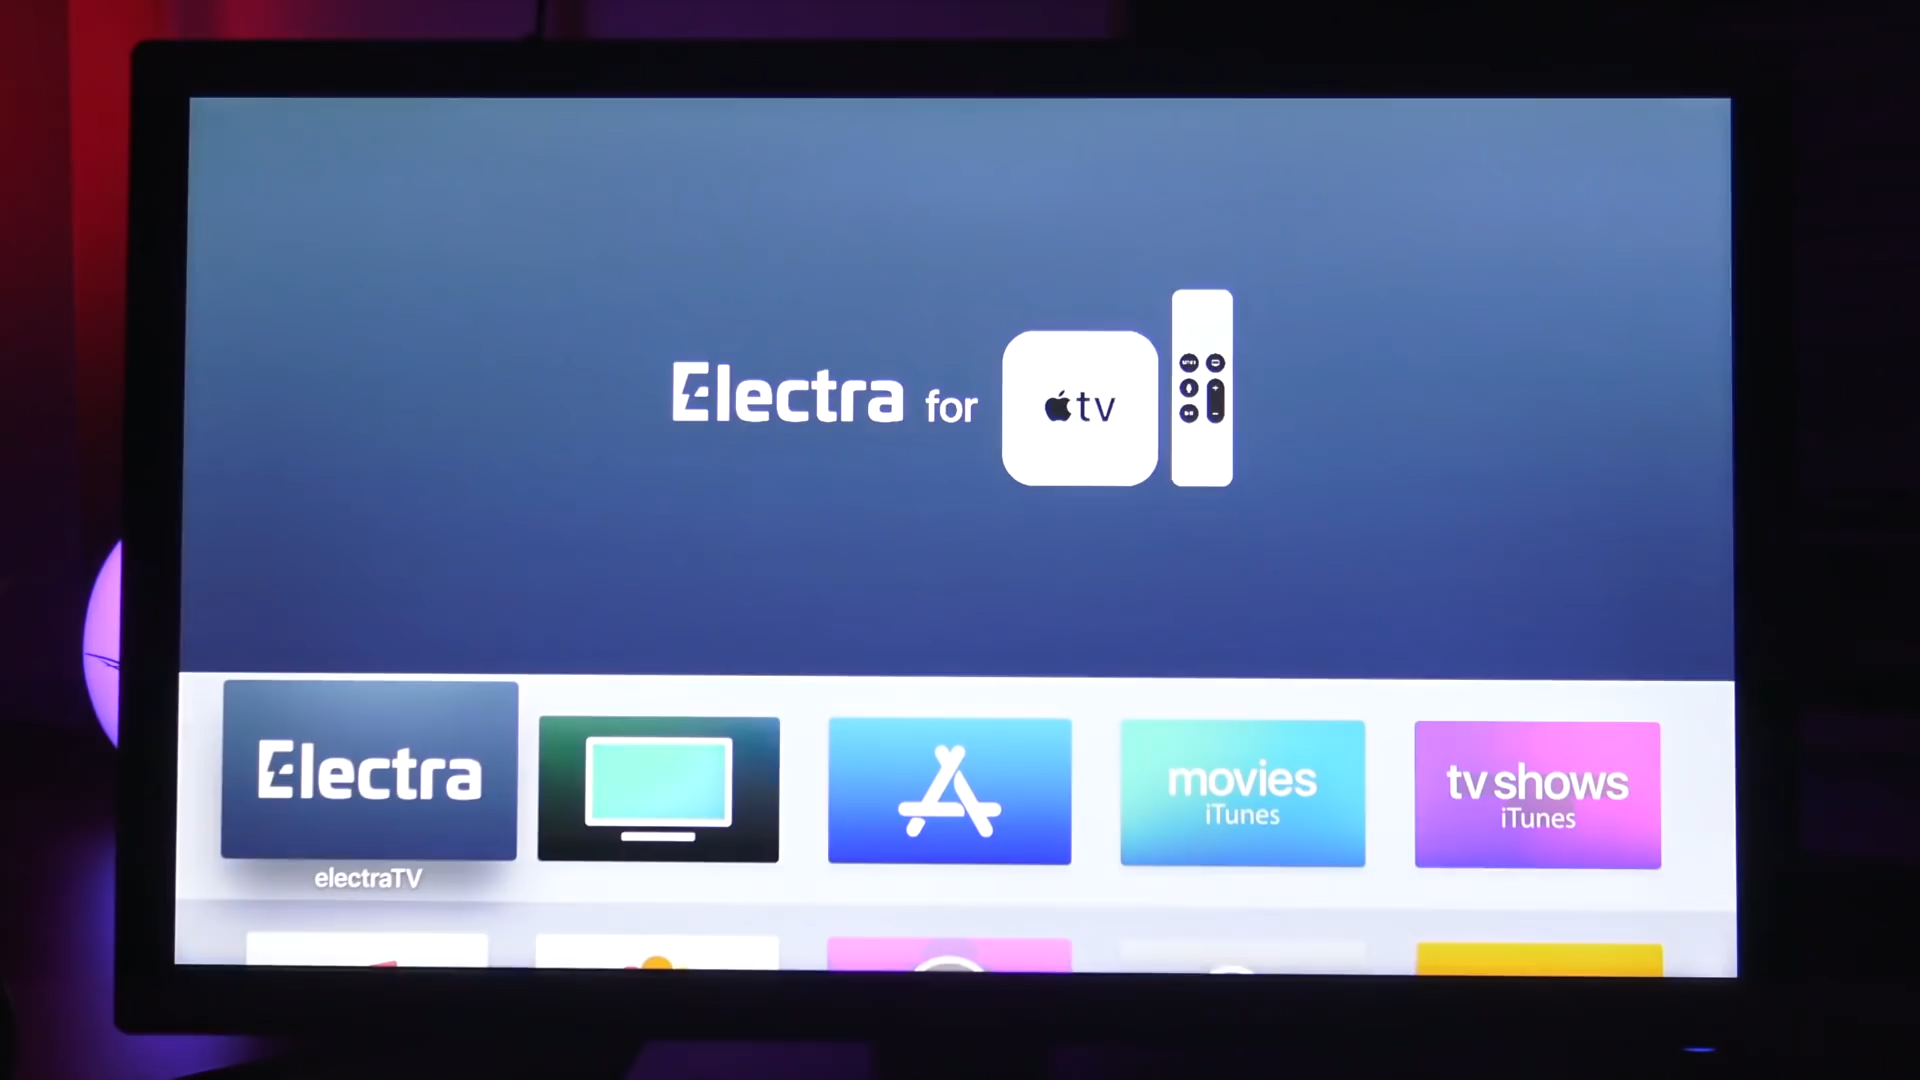 Electra for tv
Electra
electraTV
movies
iTunes
tv shows
iTunes